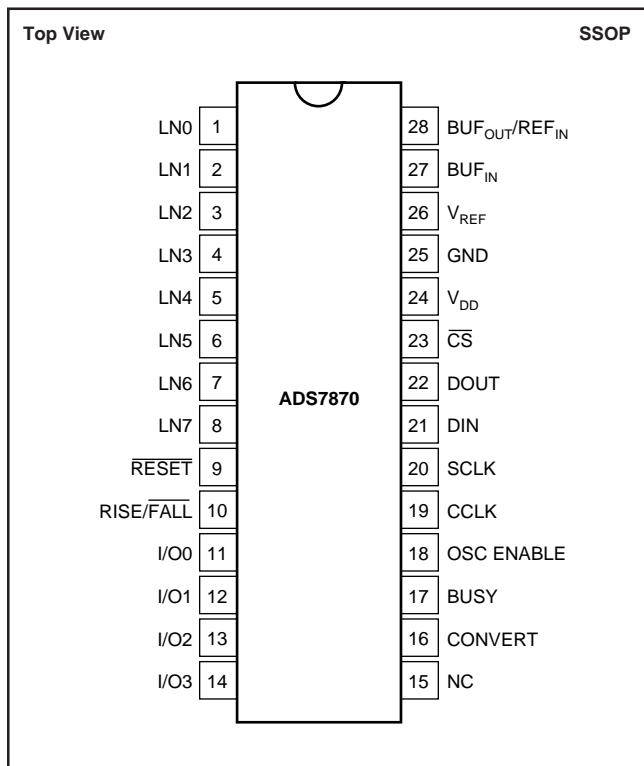 Top View SSOP
LN0 1 28 BUFOUT/REFIN
LN1 2 27 BUFIN
LN2 3 26 VREF
LN3 4 25 GND
LN4 5 24 VDD
LN5 6 23 C̅S̅
LN6 7 22 DOUT
ADS7870
LN7 8 21 DIN
R̅E̅S̅E̅T̅ 9 20 SCLK
RISE/F̅A̅L̅L̅ 10 19 CCLK
I/O0 11 18 OSC ENABLE
I/O1 12 17 BUSY
I/O2 13 16 CONVERT
I/O3 14 15 NC